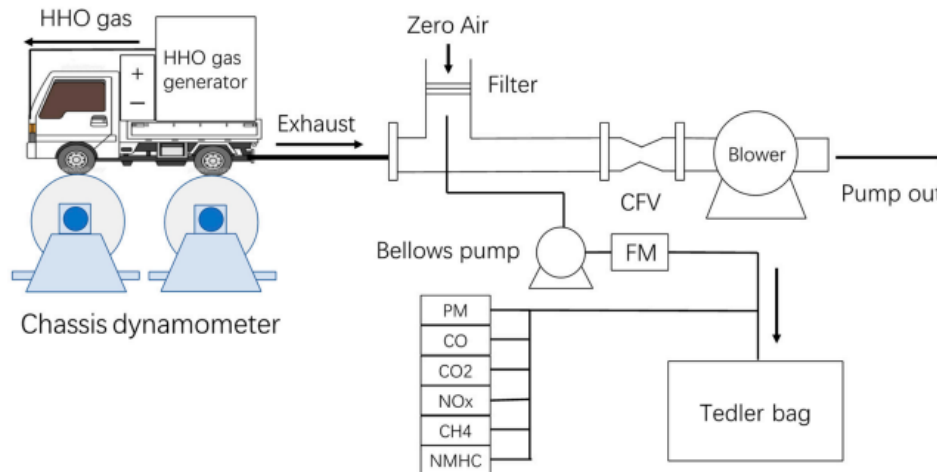 HHO gas
HHO gas
generator
+
−
Zero Air
Filter
Exhaust
CFV
Blower
Pump out
Bellows pump
FM
Chassis dynamometer
PM
CO
CO2
NOx
CH4
NMHC
Tedler bag